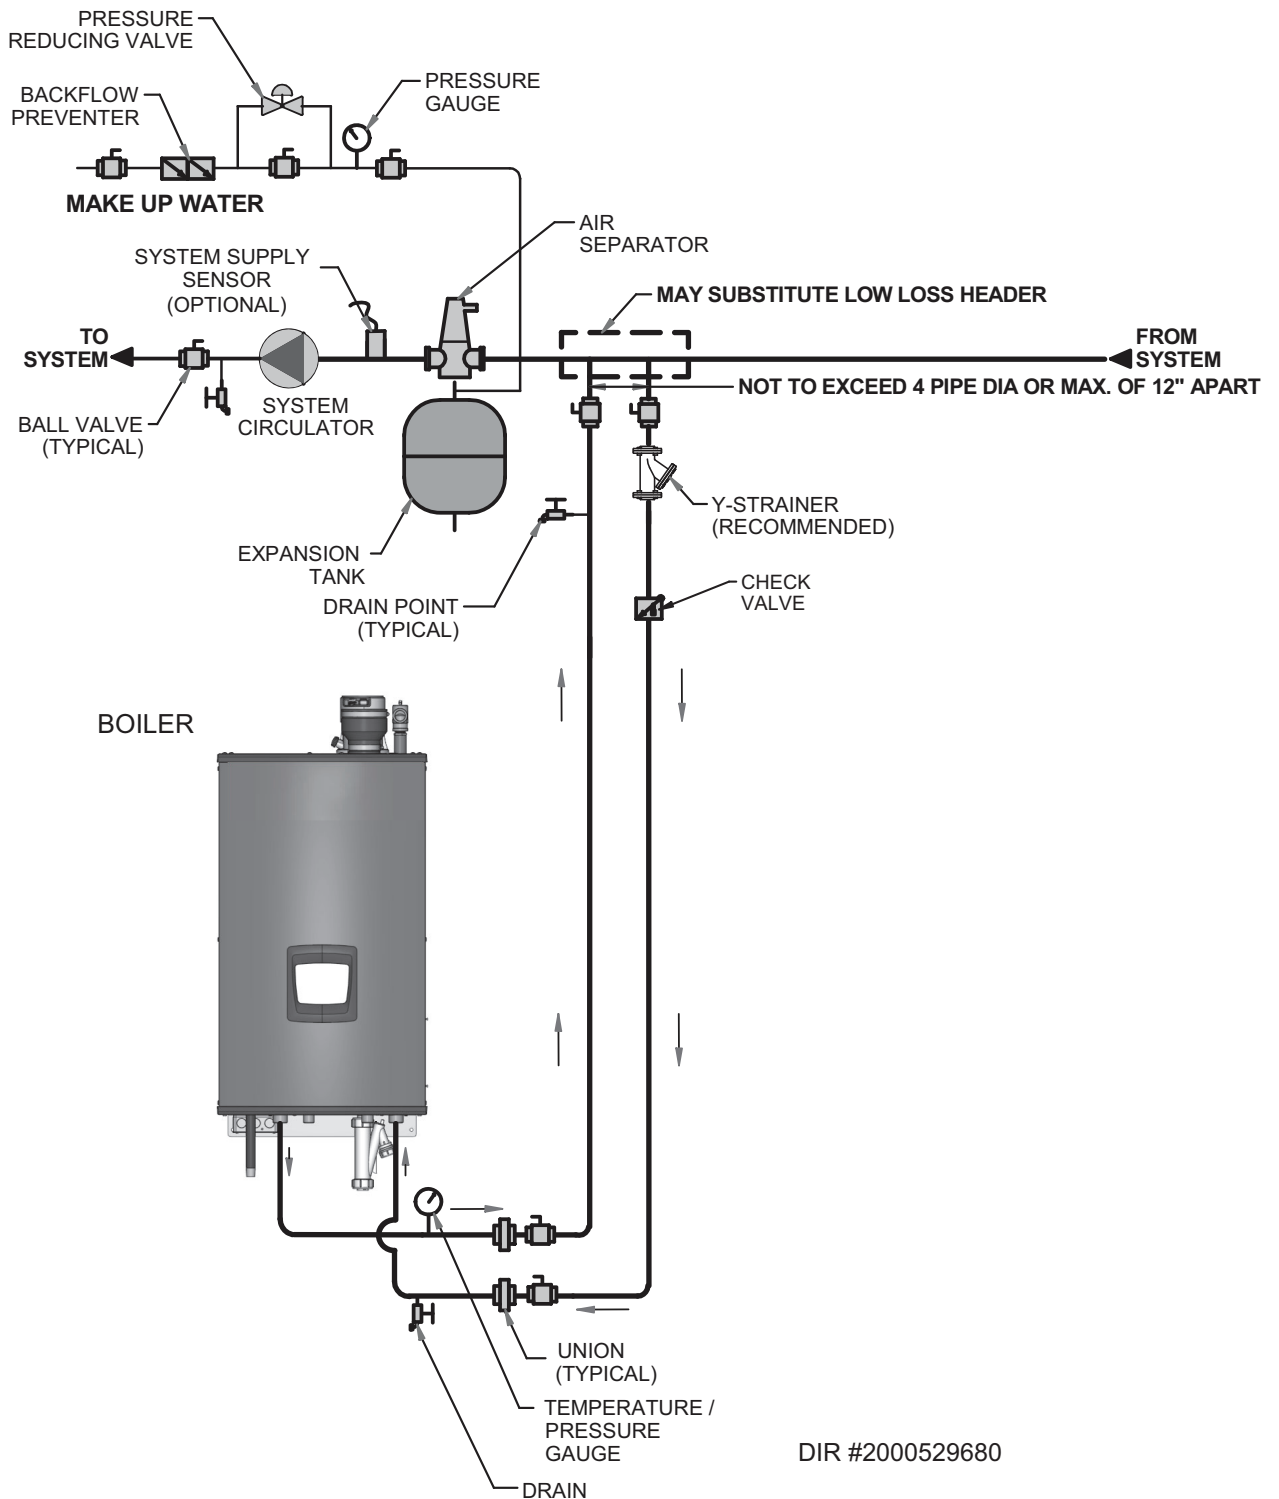 PRESSURE
REDUCING VALVE
BACKFLOW
PREVENTER
PRESSURE
GAUGE
MAKE UP WATER
AIR
SEPARATOR
SYSTEM SUPPLY
SENSOR
(OPTIONAL)
MAY SUBSTITUTE LOW LOSS HEADER
TO
SYSTEM
FROM
SYSTEM
NOT TO EXCEED 4 PIPE DIA OR MAX. OF 12" APART
SYSTEM
CIRCULATOR
BALL VALVE
(TYPICAL)
Y-STRAINER
(RECOMMENDED)
EXPANSION
TANK
CHECK
VALVE
DRAIN POINT
(TYPICAL)
BOILER
UNION
(TYPICAL)
TEMPERATURE /
PRESSURE
GAUGE
DRAIN
DIR #2000529680